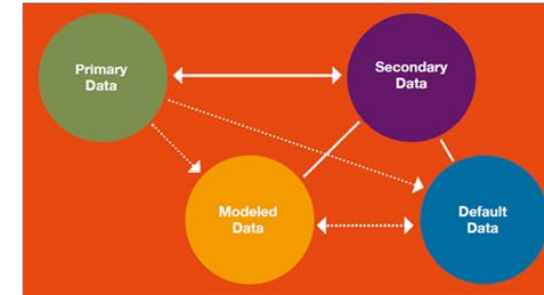 Primary
Data
Secondary
Data
Modeled
Data
Default
Data